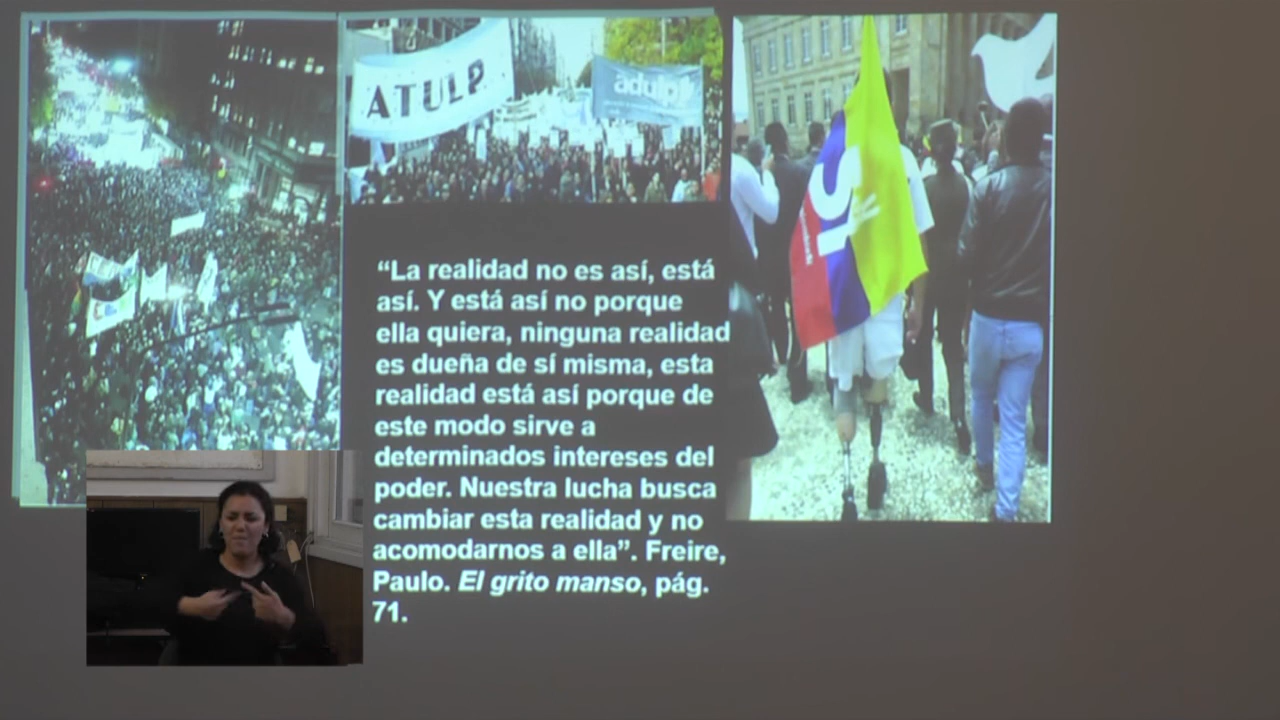 ATULP
adulp
“La realidad no es así, está
así. Y está así no porque
ella quiera, ninguna realidad
es dueña de sí misma, esta
realidad está así porque de
este modo sirve a
determinados intereses del
poder. Nuestra lucha busca
cambiar esta realidad y no
acomodarnos a ella”. Freire,
Paulo. El grito manso, pág.
71.